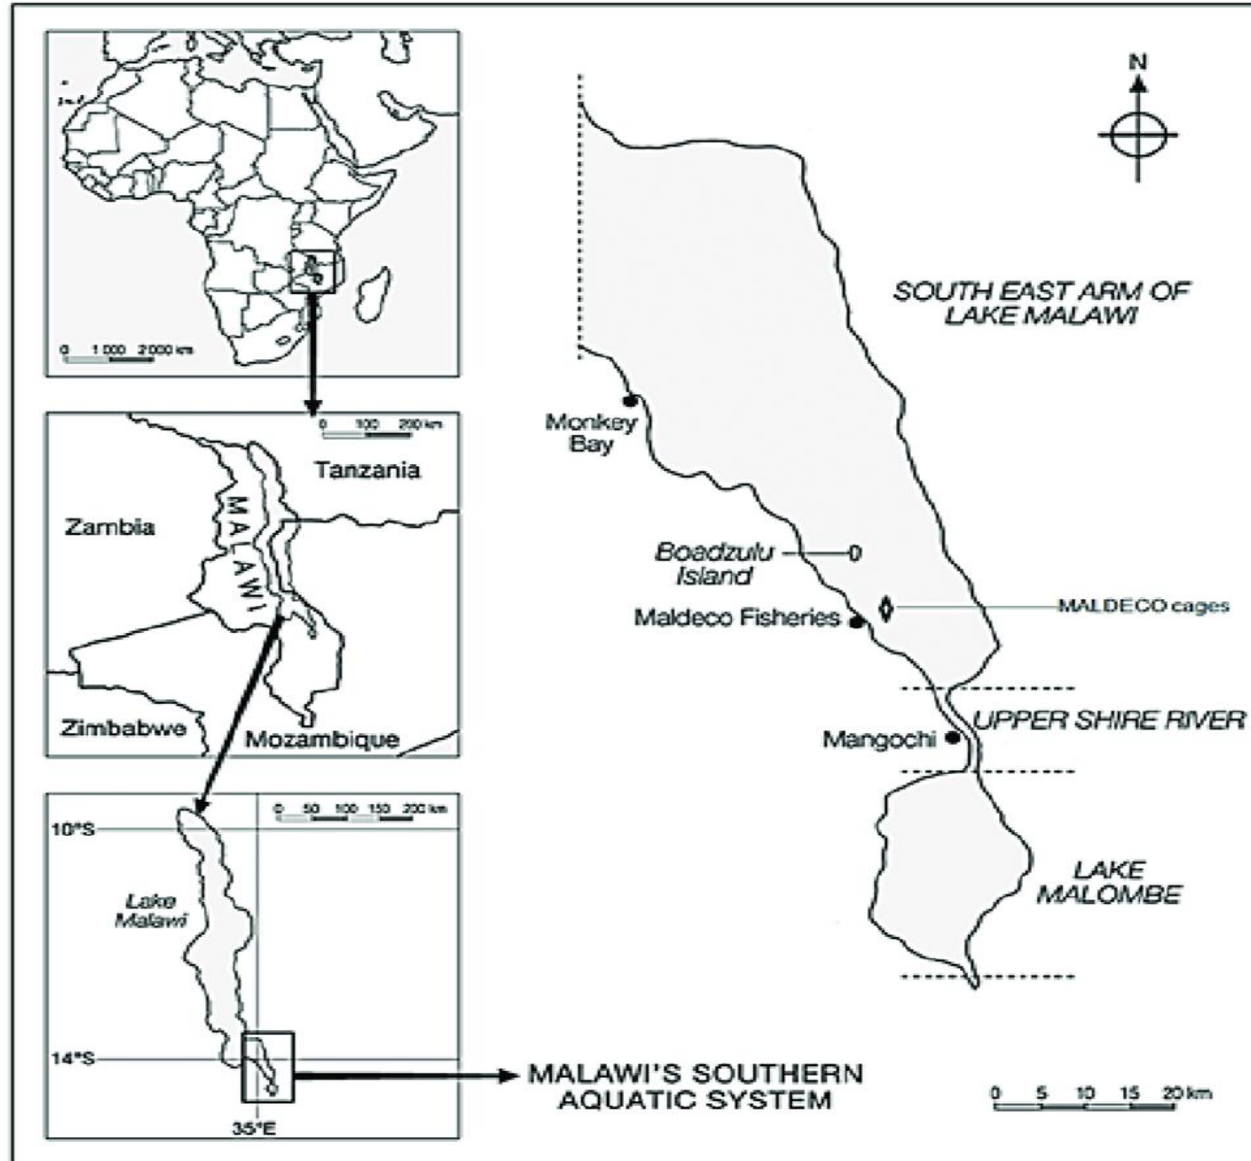 0 1 000 2 000 km
0 100 200 km
Tanzania
Zambia
MALAWI
Zimbabwe
Mozambique
0 50 100 150 200 km
10°S
Lake
Malawi
14°S
35°E
MALAWI'S SOUTHERN
AQUATIC SYSTEM
N
SOUTH EAST ARM OF
LAKE MALAWI
Monkey
Bay
Boadzulu
Island
Maldeco Fisheries
MALDECO cages
UPPER SHIRE RIVER
Mangochi
LAKE
MALOMBE
0 5 10 15 20 km